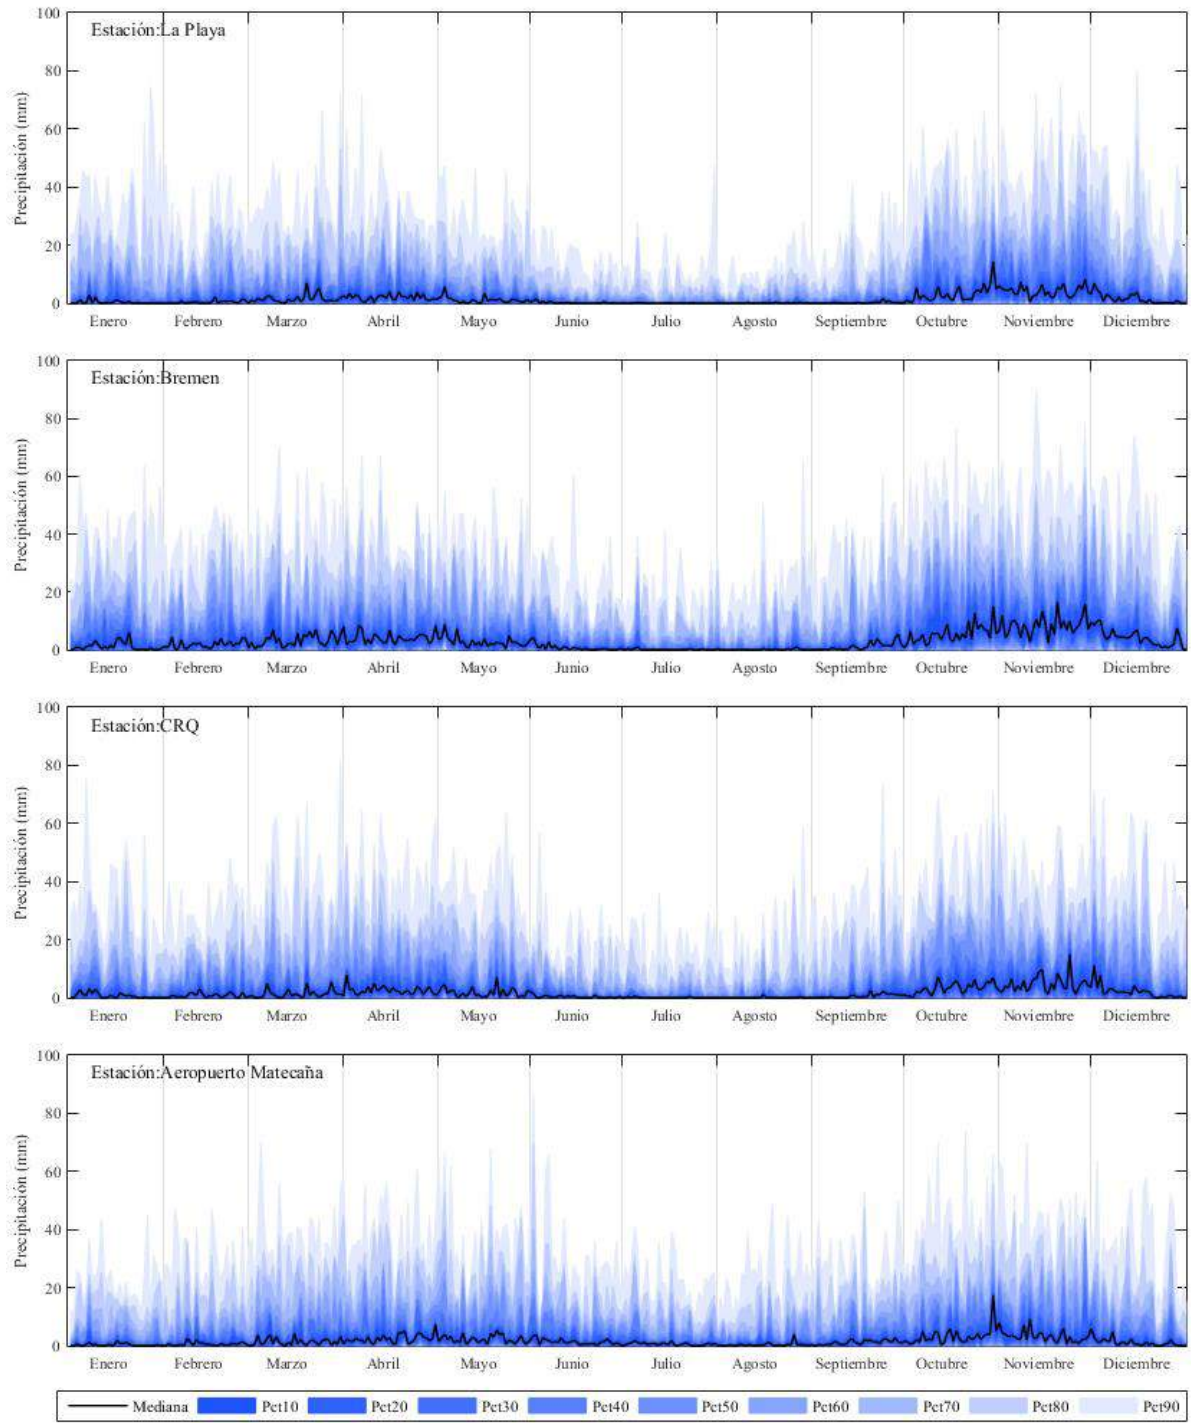 100
80
60
40
20
0
Precipitación (mm)
Estación:La Playa
Enero Febrero Marzo Abril Mayo Junio Julio Agosto Septiembre Octubre Noviembre Diciembre
100
80
60
40
20
0
Precipitación (mm)
Estación:Bremen
Enero Febrero Marzo Abril Mayo Junio Julio Agosto Septiembre Octubre Noviembre Diciembre
100
80
60
40
20
0
Precipitación (mm)
Estación:CRQ
Enero Febrero Marzo Abril Mayo Junio Julio Agosto Septiembre Octubre Noviembre Diciembre
100
80
60
40
20
0
Precipitación (mm)
Estación:Aeropuerto Matecaña
Enero Febrero Marzo Abril Mayo Junio Julio Agosto Septiembre Octubre Noviembre Diciembre
Mediana Pct10 Pct20 Pct30 Pct40 Pct50 Pct60 Pct70 Pct80 Pct90